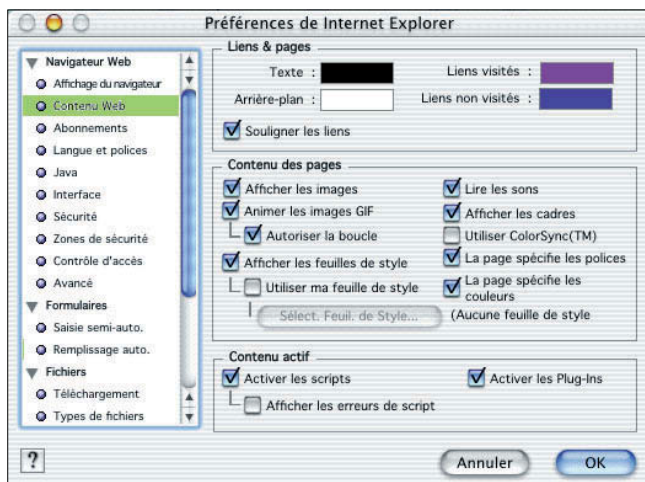 Préférences de Internet Explorer
Navigateur Web
Affichage du navigateur
Contenu Web
Abonnements
Langue et polices
Java
Interface
Sécurité
Zones de sécurité
Contrôle d'accès
Avancé
Formulaires
Saisie semi-auto.
Remplissage auto.
Fichiers
Téléchargement
Types de fichiers
Liens & pages
Texte :
Liens visités :
Arrière-plan :
Liens non visités :
Souligner les liens
Contenu des pages
Afficher les images
Lire les sons
Animer les images GIF
Afficher les cadres
Autoriser la boucle
Utiliser ColorSync(TM)
Afficher les feuilles de style
La page spécifie les polices
Utiliser ma feuille de style
La page spécifie les
couleurs
Sélect. Feuil. de Style...
(Aucune feuille de style
Contenu actif
Activer les scripts
Activer les Plug-Ins
Afficher les erreurs de script
?
Annuler
OK